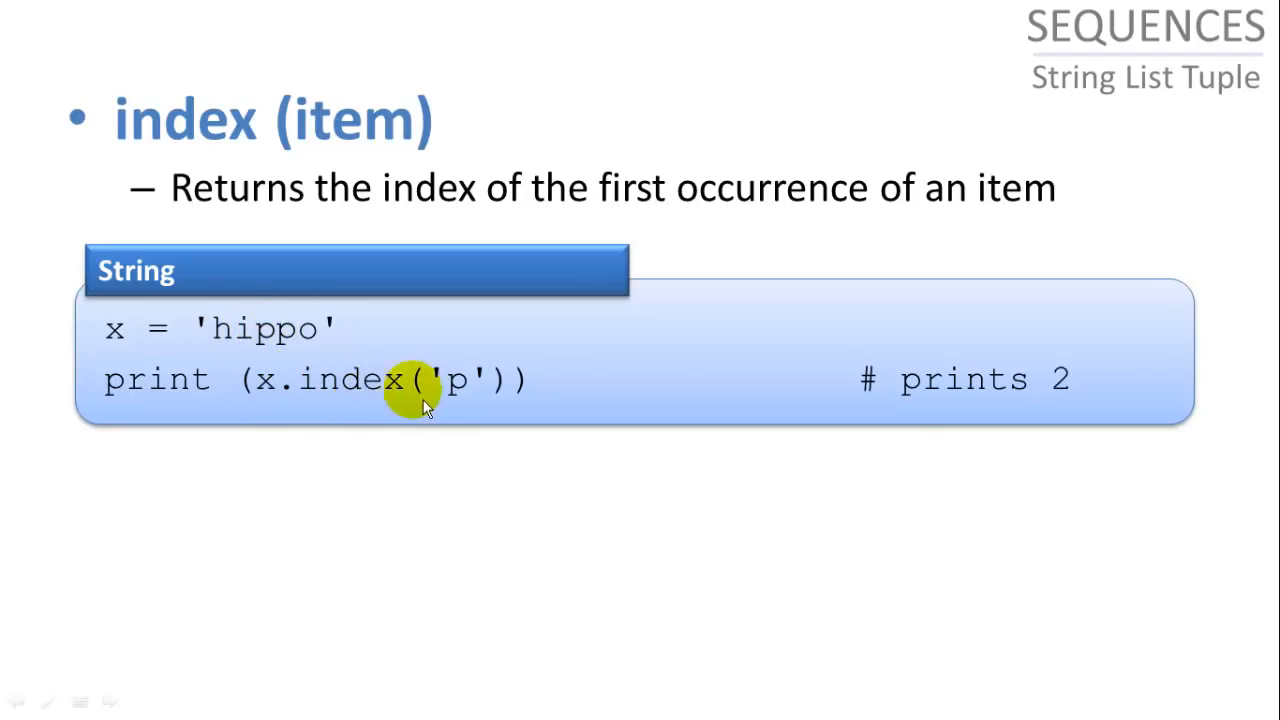 SEQUENCES
String List Tuple
• index (item)
– Returns the index of the first occurrence of an item
String
x = 'hippo'
print (x.index('p')) # prints 2